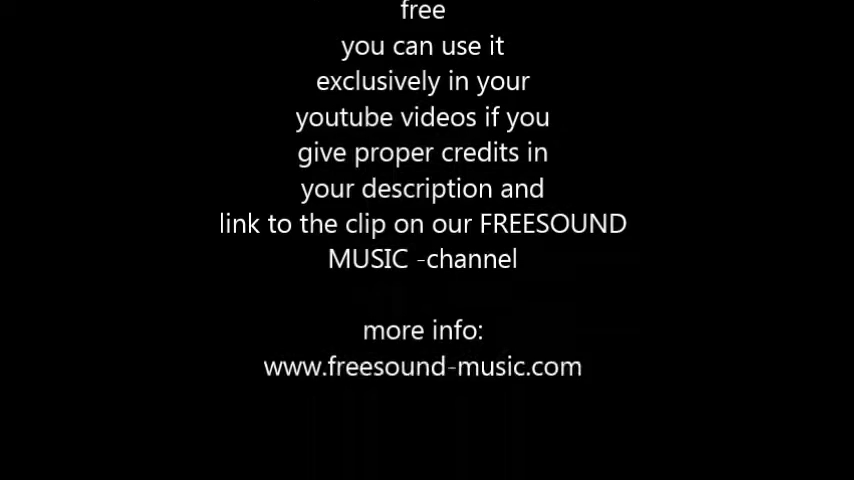 free
you can use it
exclusively in your
youtube videos if you
give proper credits in
your description and
link to the clip on our FREESOUND
MUSIC -channel
more info:
www.freesound-music.com